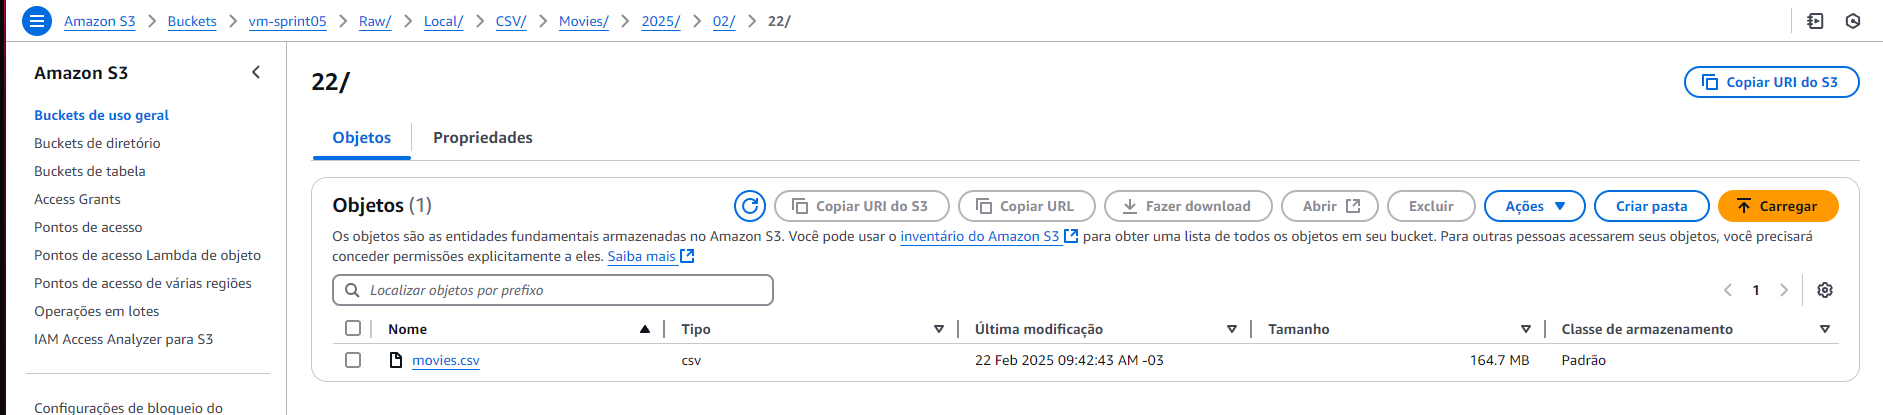 Amazon S3 > Buckets > vm-sprint05 > Raw/ > Local/ > CSV/ > Movies/ > 2025/ > 02/ > 22/
Amazon S3
Buckets de uso geral
Buckets de diretório
Buckets de tabela
Access Grants
Pontos de acesso
Pontos de acesso Lambda de objeto
Pontos de acesso de várias regiões
Operações em lotes
IAM Access Analyzer para S3
Configurações de bloqueio do
22/
Copiar URI do S3
Objetos Propriedades
Objetos (1)
Copiar URI do S3 Copiar URL Fazer download Abrir Excluir Ações Criar pasta Carregar
Os objetos são as entidades fundamentais armazenadas no Amazon S3. Você pode usar o inventário do Amazon S3 para obter uma lista de todos os objetos em seu bucket. Para outras pessoas acessarem seus objetos, você precisará
conceder permissões explicitamente a eles. Saiba mais
Localizar objetos por prefixo
1
Nome Tipo Última modificação Tamanho Classe de armazenamento
movies.csv csv 22 Feb 2025 09:42:43 AM -03 164.7 MB Padrão